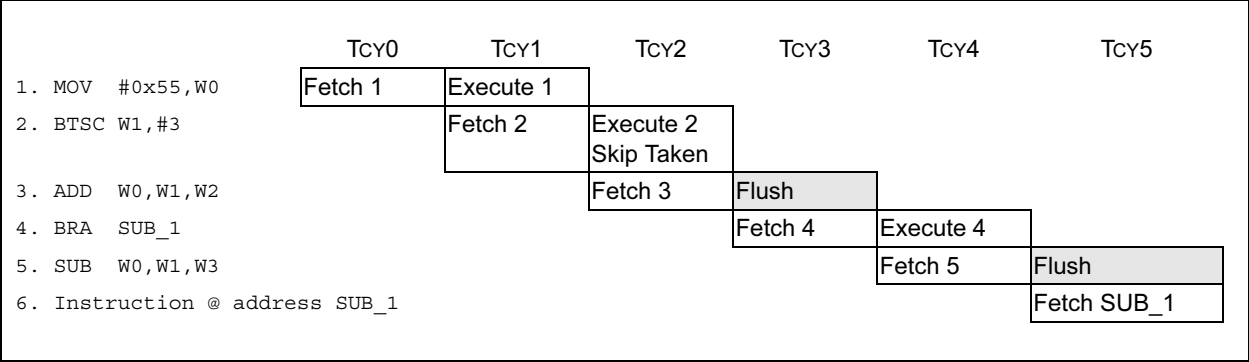 TCY0 TCY1 TCY2 TCY3 TCY4 TCY5
1. MOV #0x55,W0 Fetch 1 Execute 1
2. BTSC W1,#3 Fetch 2 Execute 2
Skip Taken
3. ADD W0,W1,W2 Fetch 3 Flush
4. BRA SUB_1 Fetch 4 Execute 4
5. SUB W0,W1,W3 Fetch 5 Flush
6. Instruction @ address SUB_1 Fetch SUB_1